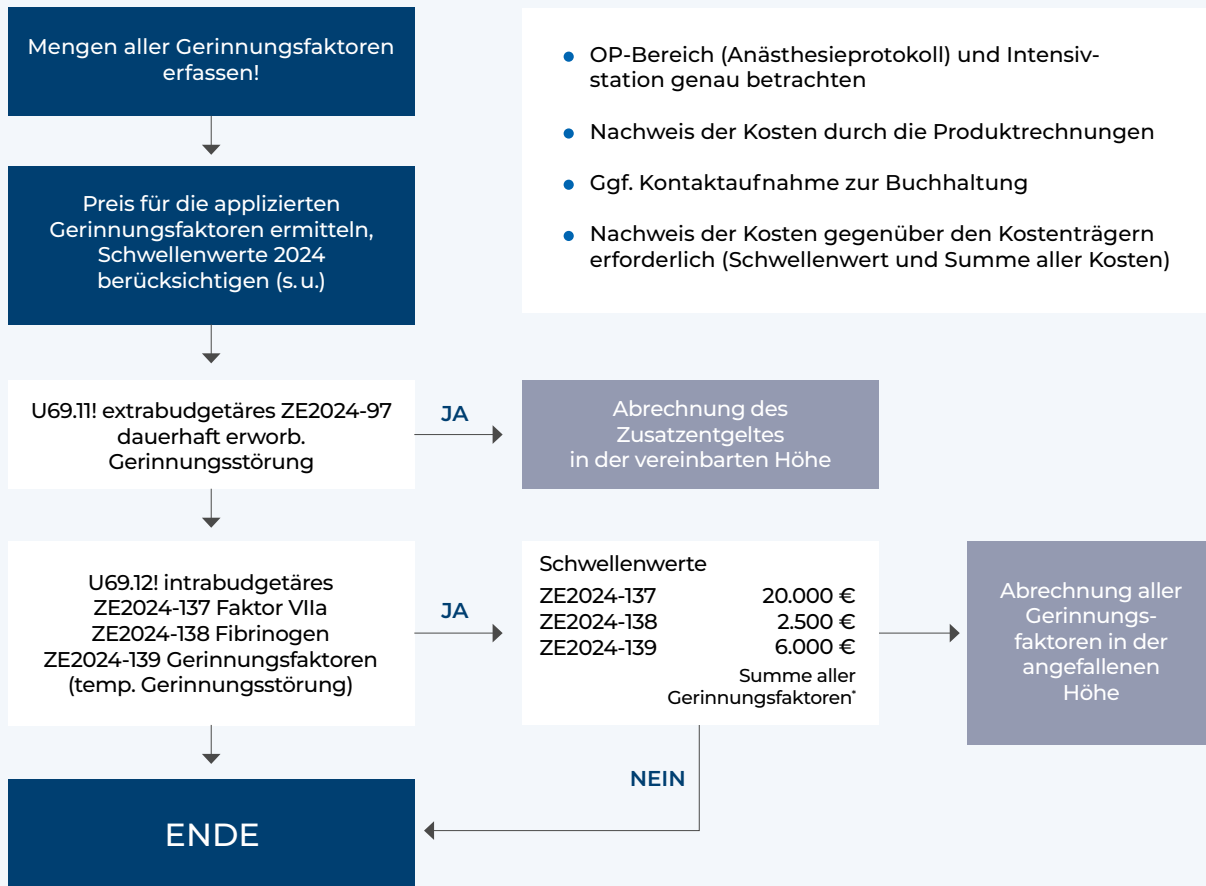 Mengen aller Gerinnungsfaktoren
erfassen!
• OP-Bereich (Anästhesieprotokoll) und Intensiv-
station genau betrachten
• Nachweis der Kosten durch die Produktrechnungen
• Ggf. Kontaktaufnahme zur Buchhaltung
• Nachweis der Kosten gegenüber den Kostenträgern
erforderlich (Schwellenwert und Summe aller Kosten)
Preis für die applizierten
Gerinnungsfaktoren ermitteln,
Schwellenwerte 2024
berücksichtigen (s. u.)
U69.11! extrabudgetäres ZE2024-97
dauerhaft erworb.
Gerinnungsstörung
JA
Abrechnung des
Zusatzentgeltes
in der vereinbarten Höhe
U69.12! intrabudgetäres
ZE2024-137 Faktor VIIa
ZE2024-138 Fibrinogen
ZE2024-139 Gerinnungsfaktoren
(temp. Gerinnungsstörung)
JA
Schwellenwerte
ZE2024-137 20.000 €
ZE2024-138 2.500 €
ZE2024-139 6.000 €
Summe aller
Gerinnungsfaktoren*
Abrechnung aller
Gerinnungs-
faktoren in der
angefallenen
Höhe
NEIN
ENDE